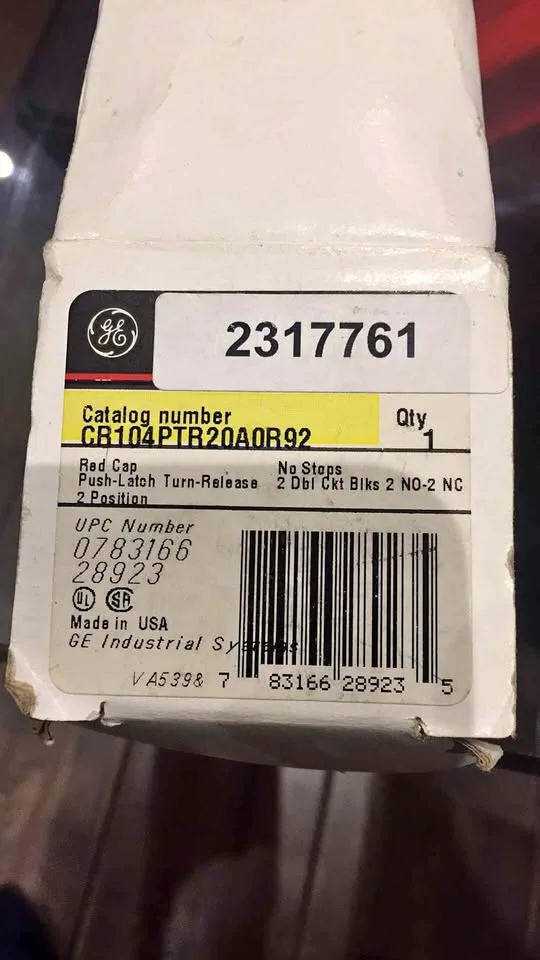 GE
2317761
Catalog number
CR104PTR20A0R92
Qty
1
Red Cap
No Stops
Push-Latch Turn-Release
2 Dbl Ckt Blks 2 NO-2 NC
2 Position
UPC Number
0783166
28923
UL SA
Made in USA
GE Industrial Systems
VA539&
7 83166 28923 5